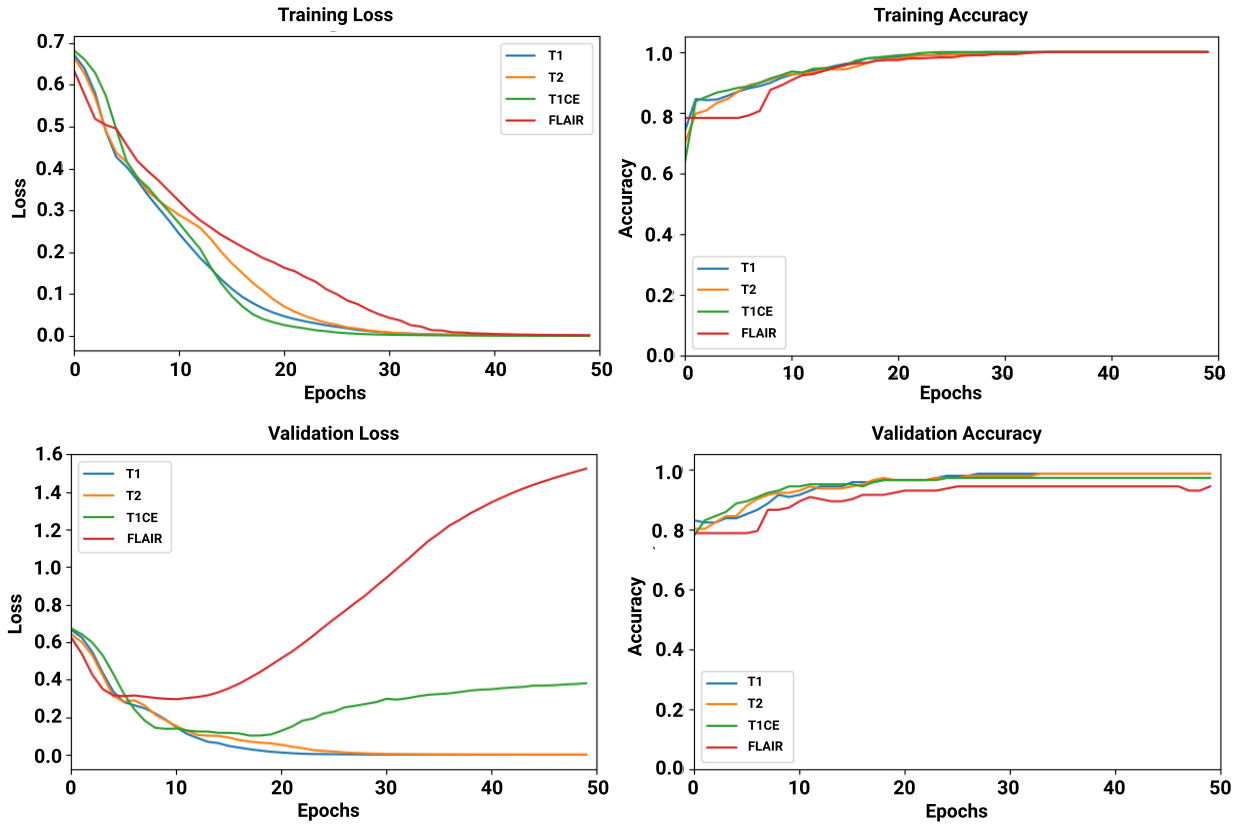 Training Loss
0.7
0.6
0.5
0.4
0.3
0.2
0.1
0.0
Loss
0 10 20 30 40 50
Epochs
T1
T2
T1CE
FLAIR
Training Accuracy
1.0
0.8
0.6
0.4
0.2
0.0
Accuracy
0 10 20 30 40 50
Epochs
T1
T2
T1CE
FLAIR
Validation Loss
1.6
1.4
1.2
1.0
0.8
0.6
0.4
0.2
0.0
Loss
0 10 20 30 40 50
Epochs
T1
T2
T1CE
FLAIR
Validation Accuracy
1.0
0.8
0.6
0.4
0.2
0.0
Accuracy
0 10 20 30 40 50
Epochs
T1
T2
T1CE
FLAIR